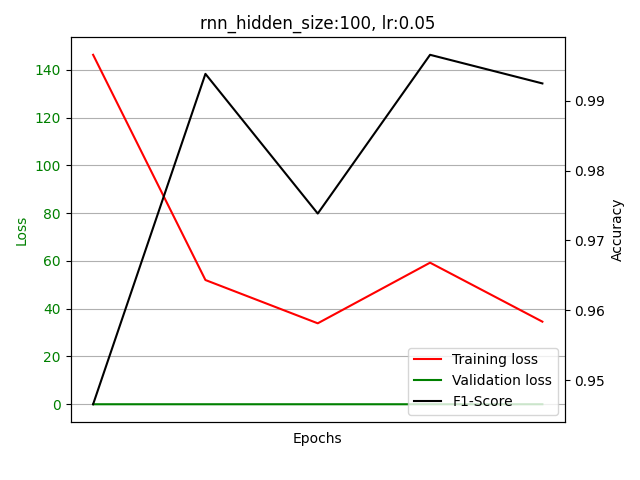 rnn_hidden_size:100, lr:0.05
140
120
100
80
60
40
20
0
Loss
0.99
0.98
0.97
0.96
0.95
Accuracy
Training loss
Validation loss
F1-Score
Epochs